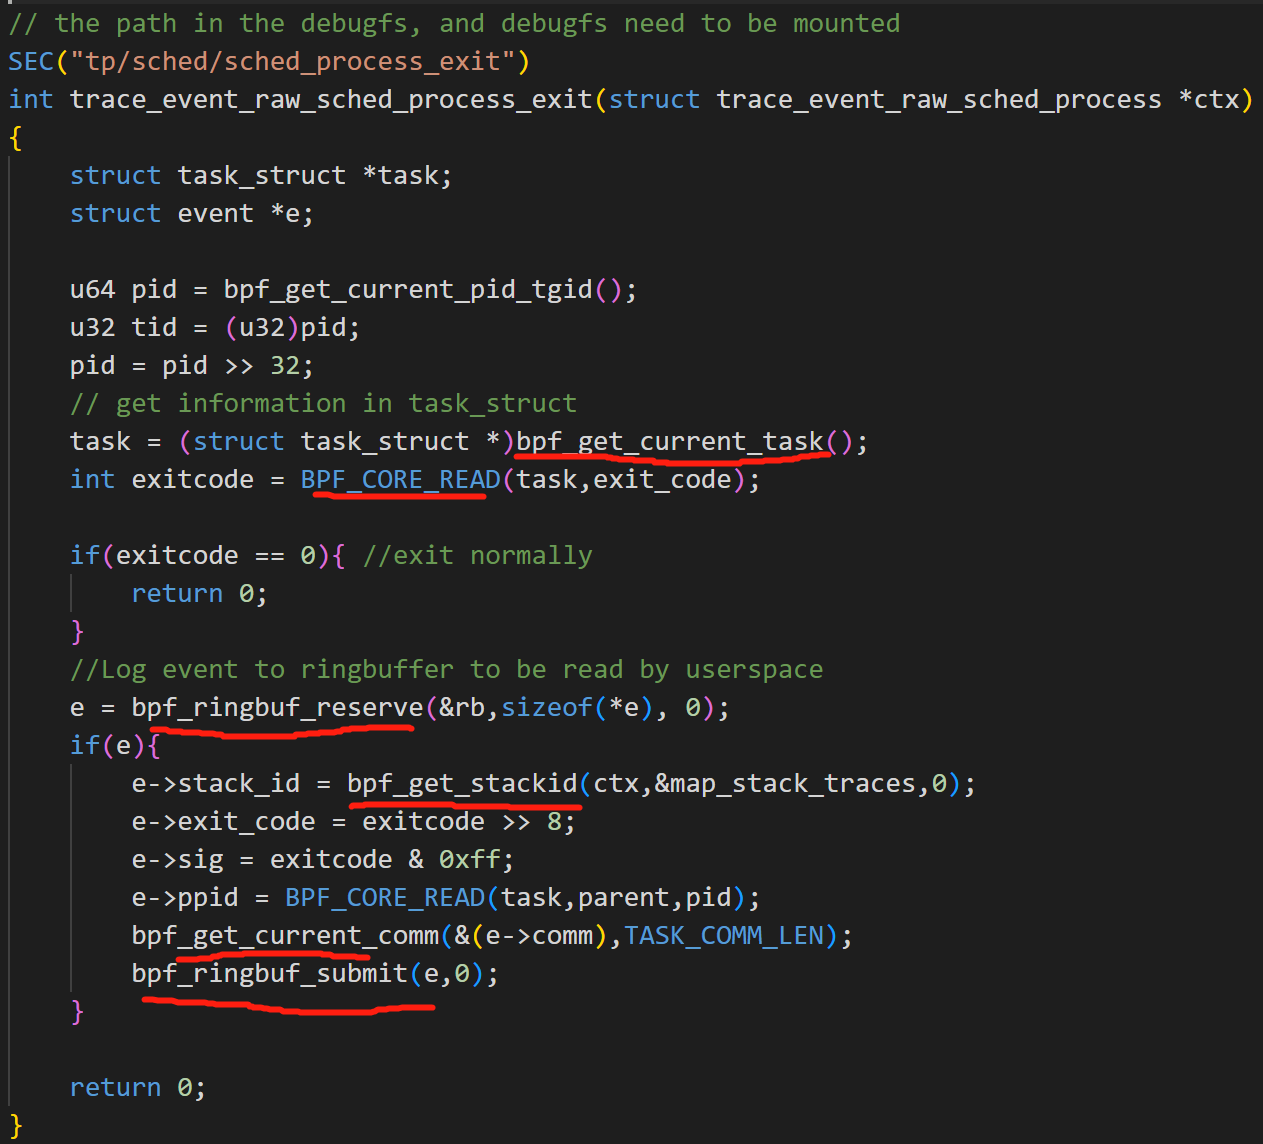 // the path in the debugfs, and debugfs need to be mounted
SEC("tp/sched/sched_process_exit")
int trace_event_raw_sched_process_exit(struct trace_event_raw_sched_process *ctx)
{
    struct task_struct *task;
    struct event *e;

    u64 pid = bpf_get_current_pid_tgid();
    u32 tid = (u32)pid;
    pid = pid >> 32;
    // get information in task_struct
    task = (struct task_struct *)bpf_get_current_task();
    int exitcode = BPF_CORE_READ(task,exit_code);

    if(exitcode == 0){ //exit normally
        return 0;
    }
    //Log event to ringbuffer to be read by userspace
    e = bpf_ringbuf_reserve(&rb,sizeof(*e), 0);
    if(e){
        e->stack_id = bpf_get_stackid(ctx,&map_stack_traces,0);
        e->exit_code = exitcode >> 8;
        e->sig = exitcode & 0xff;
        e->ppid = BPF_CORE_READ(task,parent,pid);
        bpf_get_current_comm(&(e->comm),TASK_COMM_LEN);
        bpf_ringbuf_submit(e,0);
    }

    return 0;
}